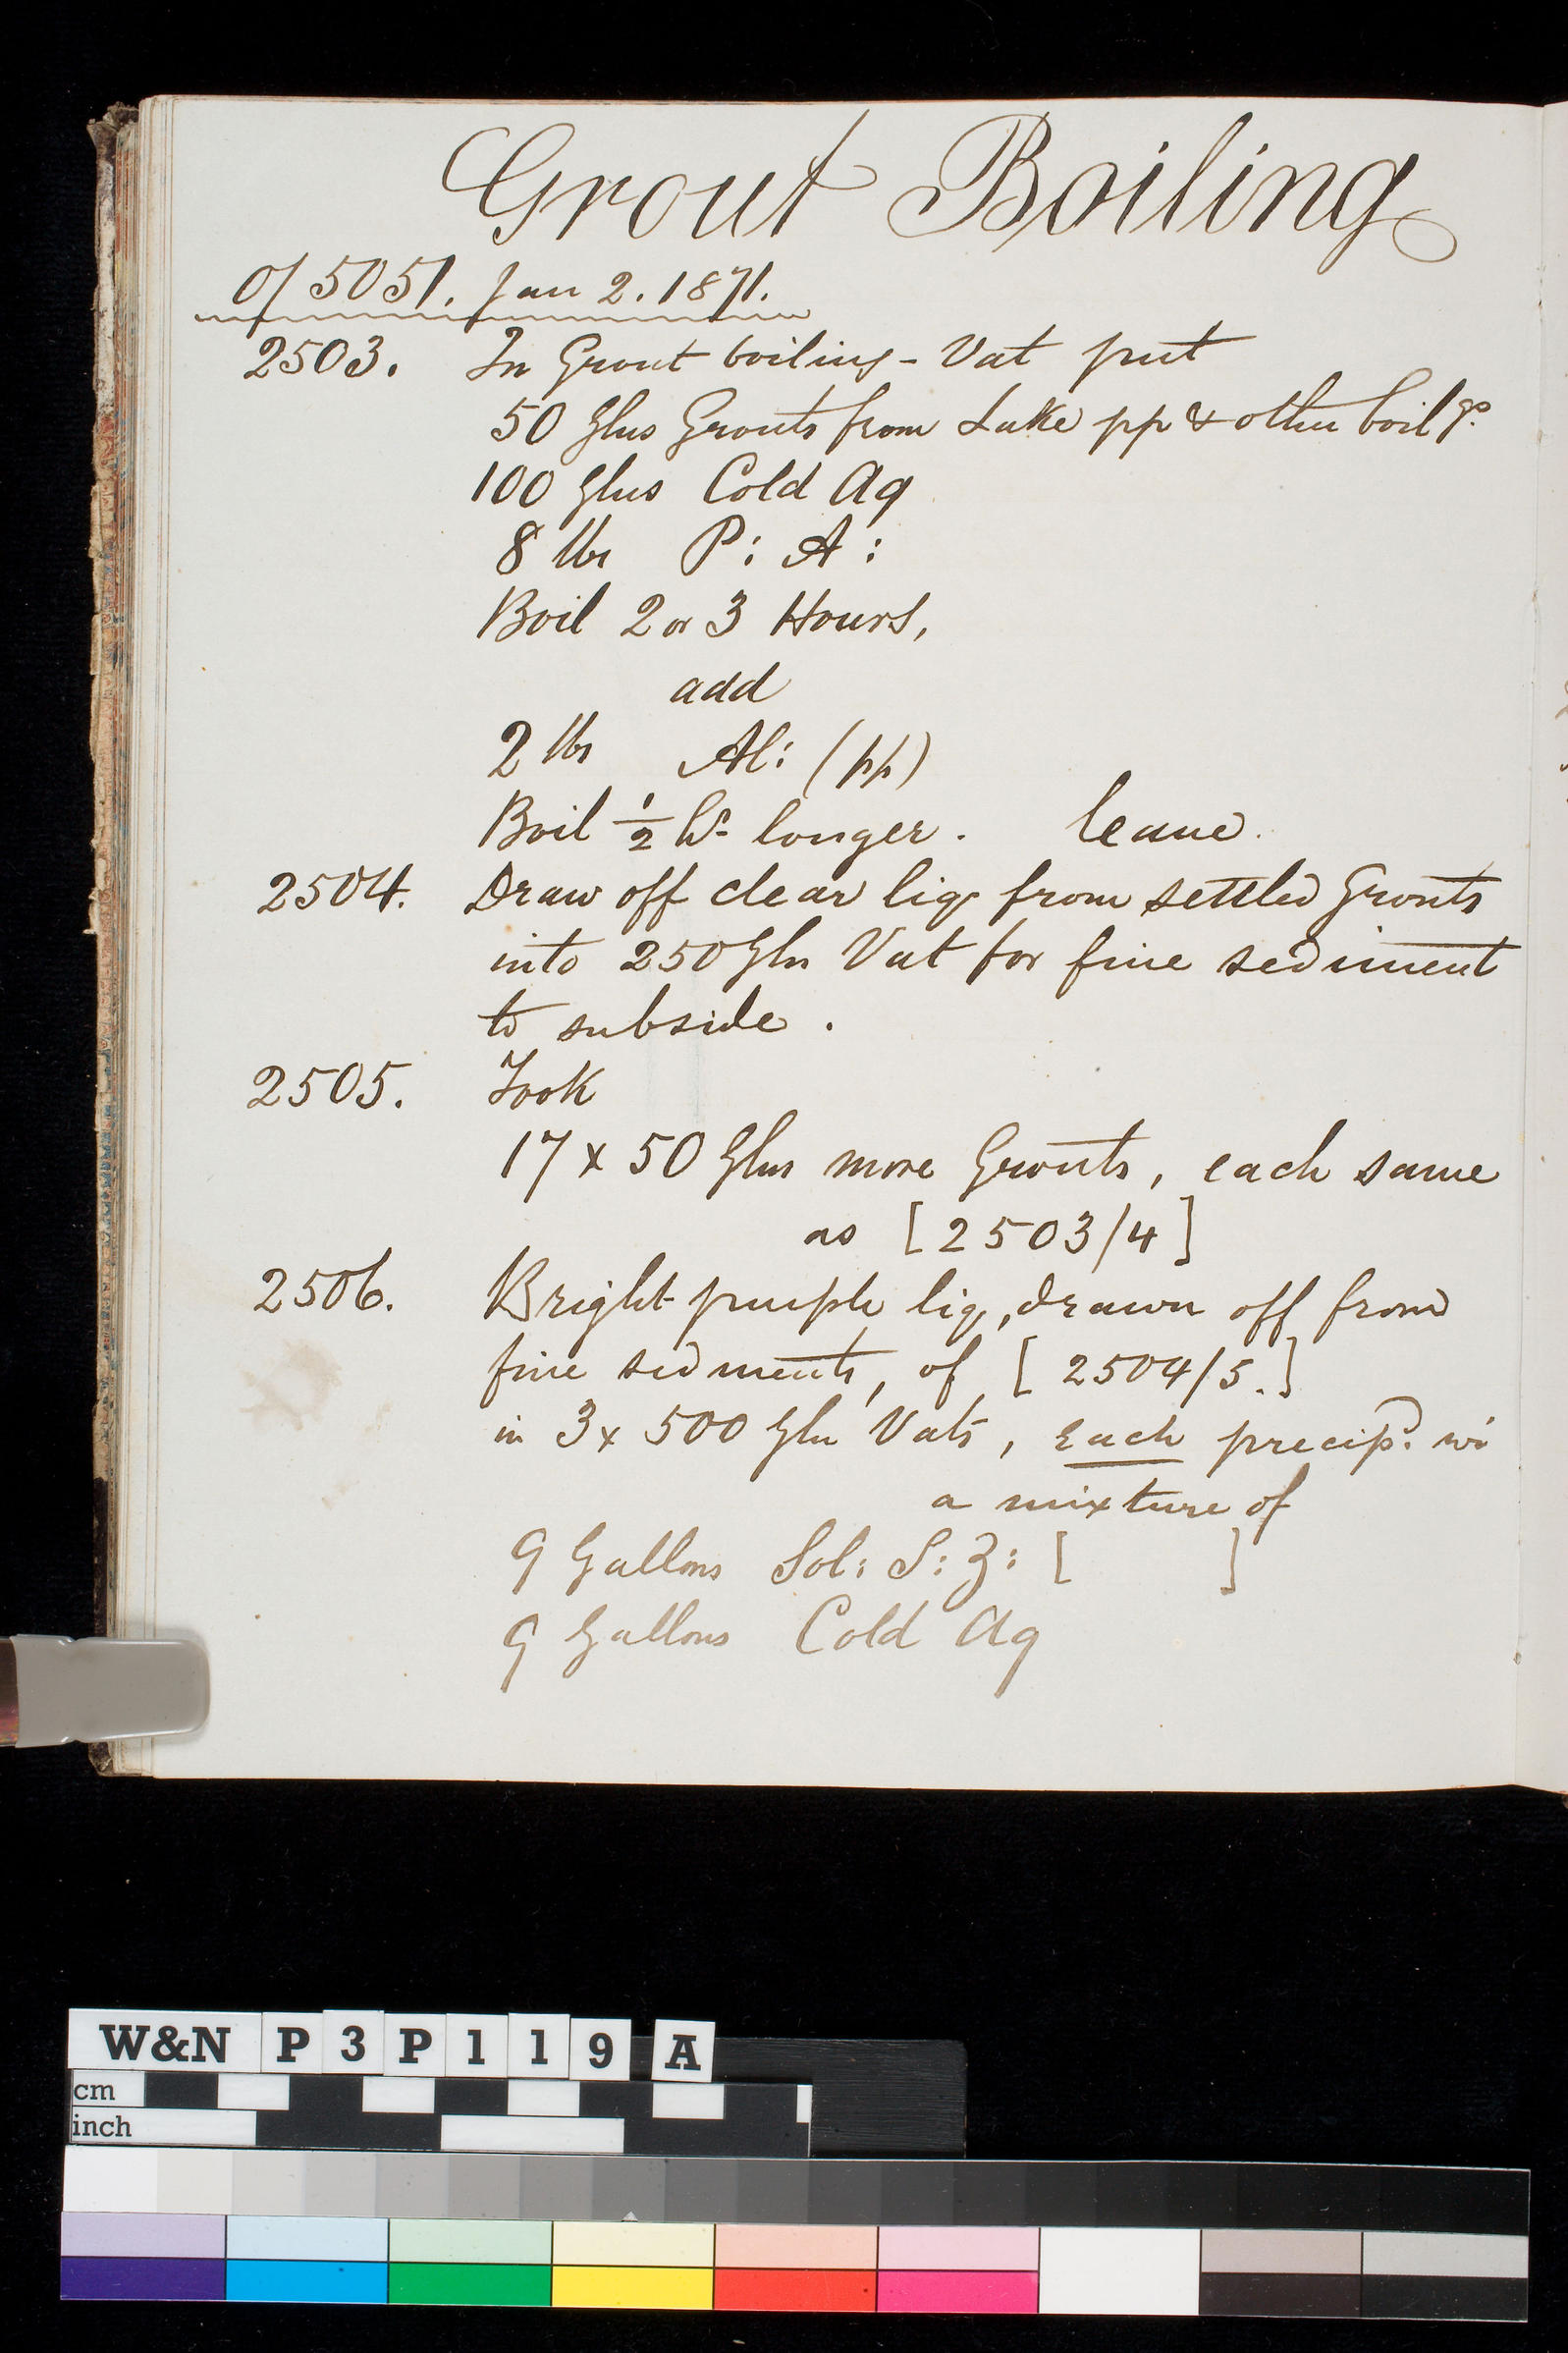 Grout Boiling
of 5051. Jan 2. 1871.
2503. In Grout boiling - Vat put
50 Glns Grouts from Lake pp & other boilgs.
100 Glns Cold Aq
8 lbs P: A:
Boil 2 or 3 Hours,
add
2 lbs Al: (pp)
Boil 1/2 hr longer. leave.
2504. Draw off clear liq from settled Grouts
into 250 Gln Vat for fine sediment
to subside.
2505. Took
17 x 50 Glns more Grouts, each same
as [2503/4]
2506. Bright purple liq, drawn off from
fine sediments, of [2504/5.]
in 3 x 500 Gln Vats, each precipd. wi
a mixture of
9 Gallons Sol: S: Z: [ ]
9 Gallons Cold Aq
W&N P3P119 A
cm
inch